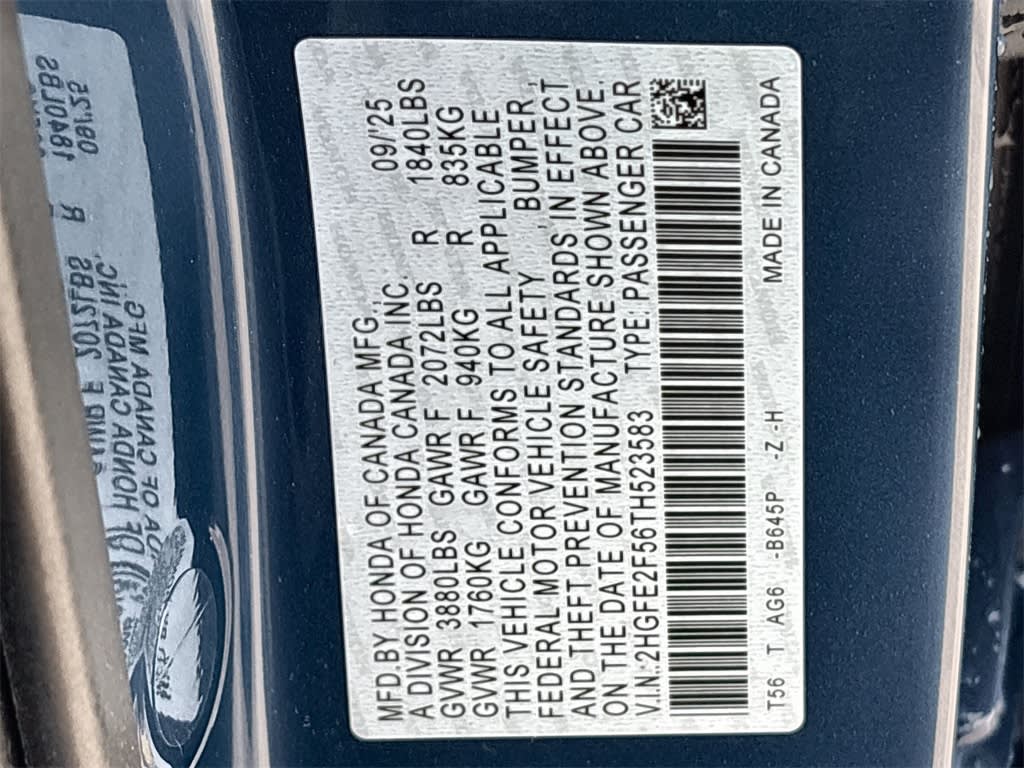 MFD.BY HONDA OF CANADA MFG., 09/'25
A DIVISION OF HONDA CANADA INC.
GVWR 3880LBS GAWR F 2072LBS R 1840LBS
GVWR 1760KG GAWR F 940KG R 835KG
THIS VEHICLE CONFORMS TO ALL APPLICABLE
FEDERAL MOTOR VEHICLE SAFETY , BUMPER ,
AND THEFT PREVENTION STANDARDS IN EFFECT
ON THE DATE OF MANUFACTURE SHOWN ABOVE.
V.I.N.:2HGFE2F56TH523583 TYPE: PASSENGER CAR
T56 T AG6 -B645P -Z -H MADE IN CANADA